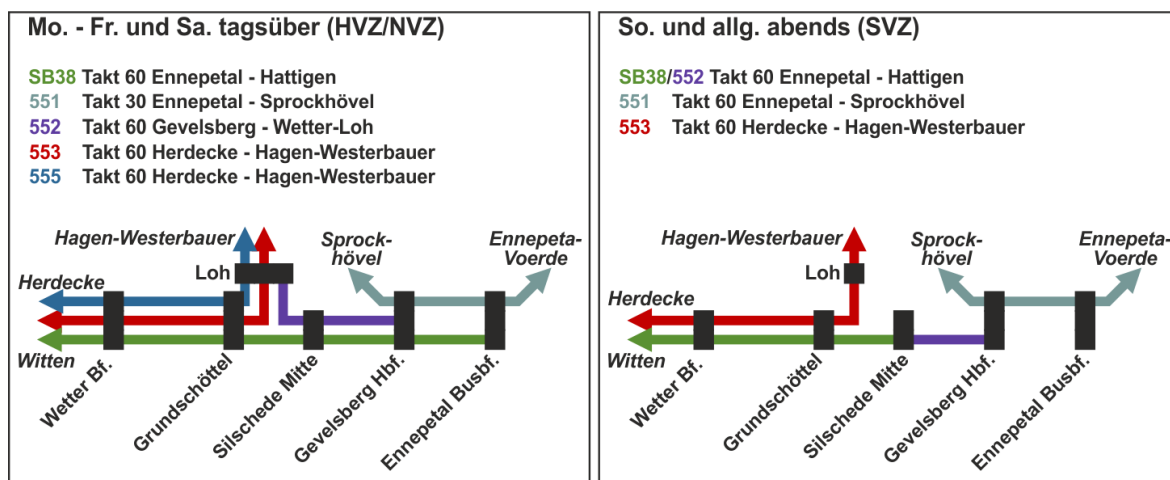 Mo. - Fr. und Sa. tagsüber (HVZ/NVZ)
SB38 Takt 60 Ennepetal - Hattigen
551 Takt 30 Ennepetal - Sprockhövel
552 Takt 60 Gevelsberg - Wetter-Loh
553 Takt 60 Herdecke - Hagen-Westerbauer
555 Takt 60 Herdecke - Hagen-Westerbauer
Hagen-Westerbauer
Sprock-
hövel
Ennepeta-
Voerde
Loh
Herdecke
Witten
Wetter Bf.
Grundschöttel
Silschede Mitte
Gevelsberg Hbf.
Ennepetal Busbf.
So. und allg. abends (SVZ)
SB38/552 Takt 60 Ennepetal - Hattigen
551 Takt 60 Ennepetal - Sprockhövel
553 Takt 60 Herdecke - Hagen-Westerbauer
Hagen-Westerbauer
Sprock-
hövel
Ennepeta-
Voerde
Loh
Herdecke
Witten
Wetter Bf.
Grundschöttel
Silschede Mitte
Gevelsberg Hbf.
Ennepetal Busbf.